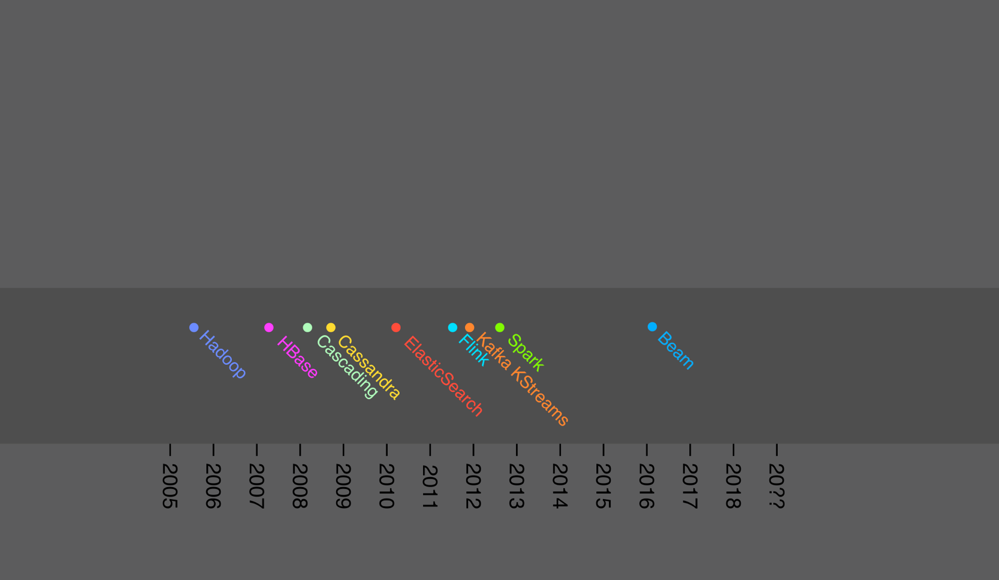 Hadoop
HBase
Cascading
Cassandra
ElasticSearch
Flink
Kafka KStreams
Spark
Beam
2005
2006
2007
2008
2009
2010
2011
2012
2013
2014
2015
2016
2017
2018
20??